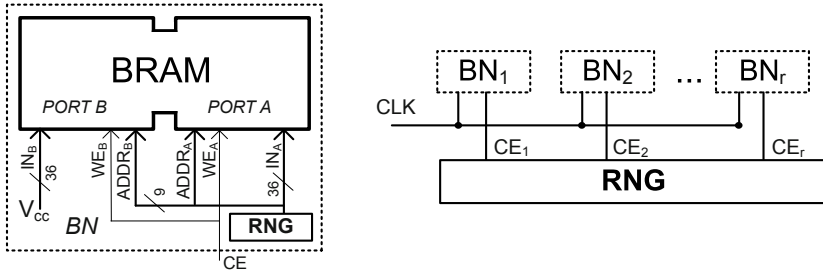 BRAM
PORT B
PORT A
IN_B
36
WE_B
ADDR_B
ADDR_A
WE_A
IN_A
36
9
V_cc
BN
RNG
CE
BN_1
BN_2
...
BN_r
CLK
CE_1
CE_2
CE_r
RNG